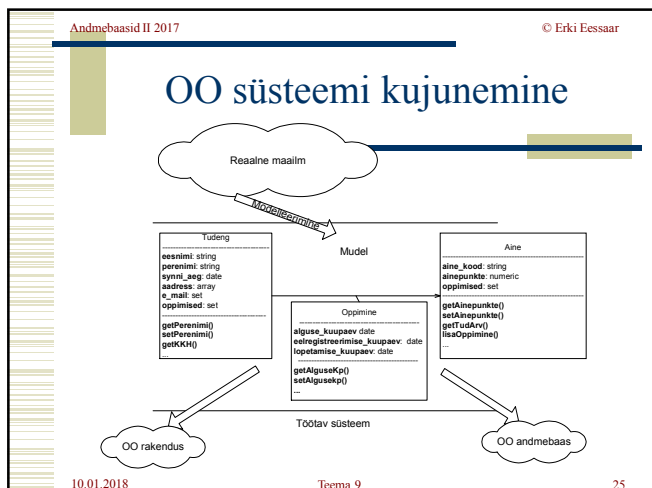 Andmebaasid II 2017
© Erki Eessaar
OO süsteemi kujunemine
Reaalne maailm
Modelleerimine
Mudel
Tudeng
eesnimi: string
perenimi: string
synni_aeg: date
aadress: array
e_mail: set
oppimised: set
getPerenimi()
setPerenimi()
getKKH()
...
Oppimine
alguse_kuupaev date
eelregistreerimise_kuupaev: date
lopetamise_kuupaev: date
getAlguseKp()
setAlgusekp()
...
Aine
aine_kood: string
ainepunkte: numeric
oppimised: set
getAinepunkte()
setAinepunkte()
getTudArv()
lisaOppimine()
...
Töötav süsteem
OO rakendus
OO andmebaas
10.01.2018
Teema 9
25